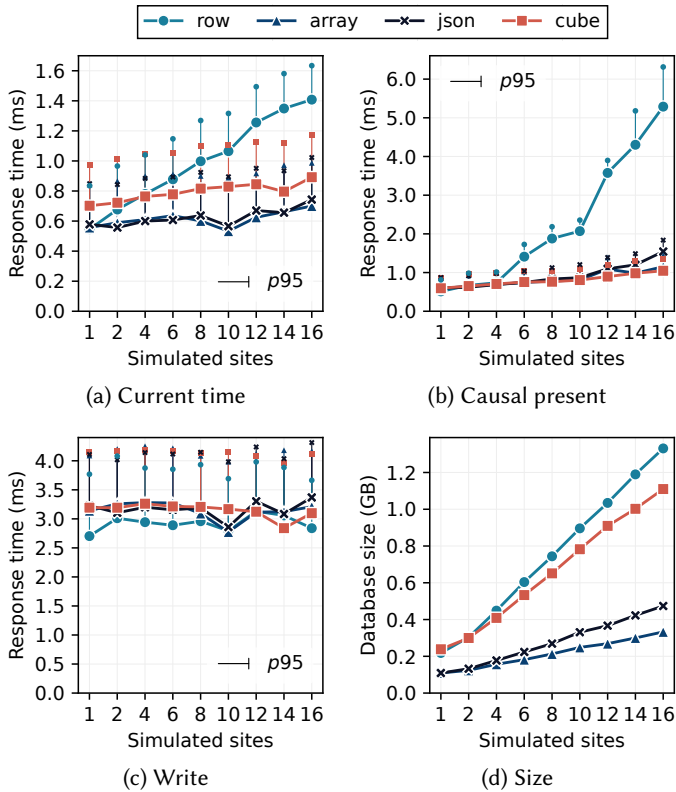 row array json cube
Response time (ms)
1.6
1.4
1.2
1.0
0.8
0.6
0.4
0.2
0.0
p95
1 2 4 6 8 10 12 14 16
Simulated sites
(a) Current time
Response time (ms)
6.0
5.0
4.0
3.0
2.0
1.0
0.0
p95
1 2 4 6 8 10 12 14 16
Simulated sites
(b) Causal present
Response time (ms)
4.0
3.5
3.0
2.5
2.0
1.5
1.0
0.5
0.0
p95
1 2 4 6 8 10 12 14 16
Simulated sites
(c) Write
Database size (GB)
1.2
1.0
0.8
0.6
0.4
0.2
0.0
1 2 4 6 8 10 12 14 16
Simulated sites
(d) Size